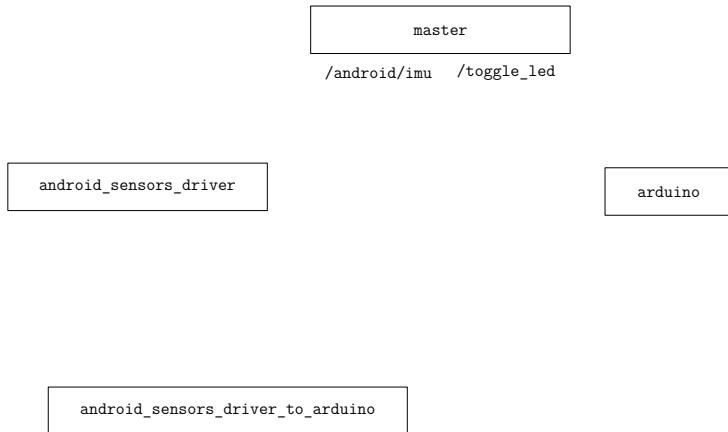 master
/android/imu /toggle_led
android_sensors_driver
arduino
android_sensors_driver_to_arduino